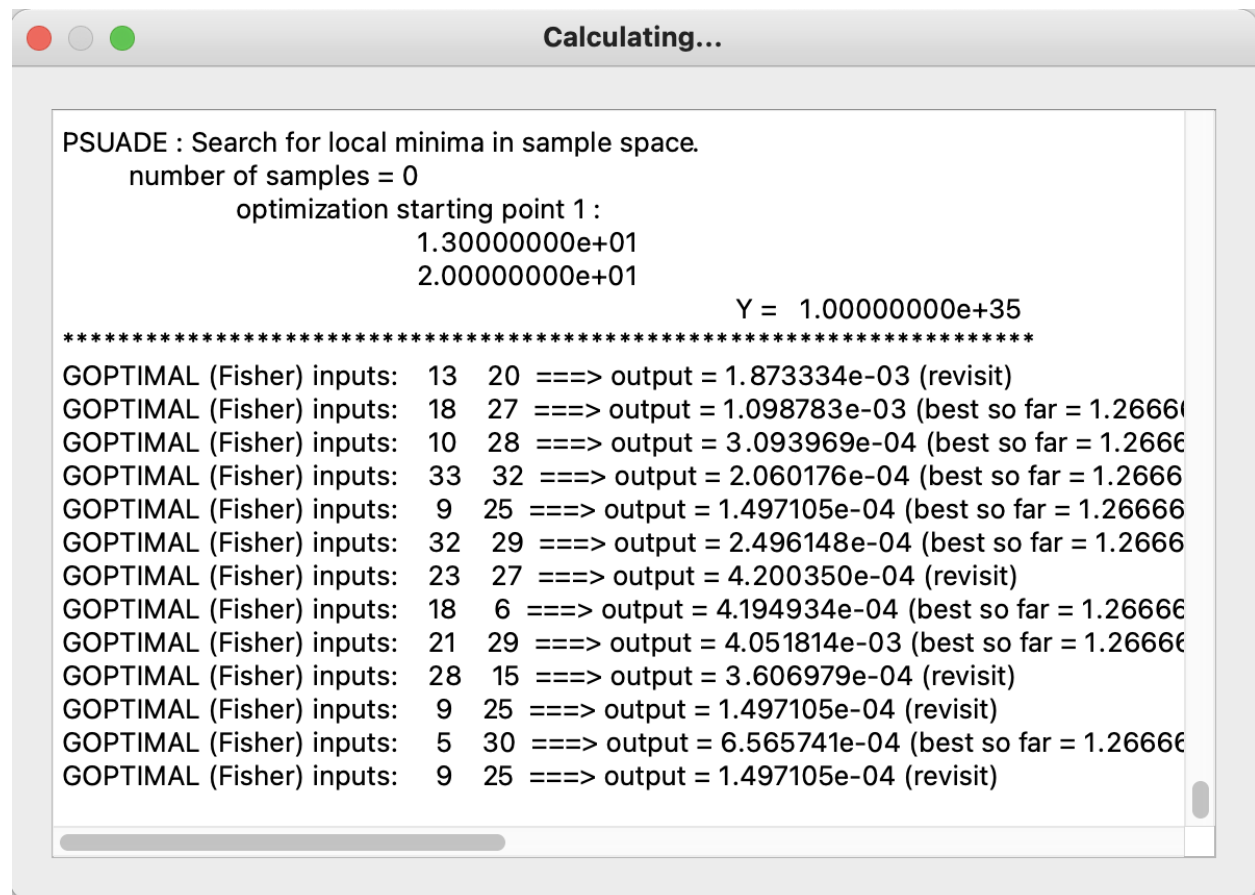 Calculating...
PSUADE : Search for local minima in sample space.
number of samples = 0
optimization starting point 1 :
1.30000000e+01
2.00000000e+01
Y = 1.00000000e+35
**********************************************************************
GOPTIMAL (Fisher) inputs: 13 20 ===> output = 1.873334e-03 (revisit)
GOPTIMAL (Fisher) inputs: 18 27 ===> output = 1.098783e-03 (best so far = 1.26666
GOPTIMAL (Fisher) inputs: 10 28 ===> output = 3.093969e-04 (best so far = 1.2666
GOPTIMAL (Fisher) inputs: 33 32 ===> output = 2.060176e-04 (best so far = 1.2666
GOPTIMAL (Fisher) inputs: 9 25 ===> output = 1.497105e-04 (best so far = 1.26666
GOPTIMAL (Fisher) inputs: 32 29 ===> output = 2.496148e-04 (best so far = 1.2666
GOPTIMAL (Fisher) inputs: 23 27 ===> output = 4.200350e-04 (revisit)
GOPTIMAL (Fisher) inputs: 18 6 ===> output = 4.194934e-04 (best so far = 1.26666
GOPTIMAL (Fisher) inputs: 21 29 ===> output = 4.051814e-03 (best so far = 1.26666
GOPTIMAL (Fisher) inputs: 28 15 ===> output = 3.606979e-04 (revisit)
GOPTIMAL (Fisher) inputs: 9 25 ===> output = 1.497105e-04 (revisit)
GOPTIMAL (Fisher) inputs: 5 30 ===> output = 6.565741e-04 (best so far = 1.26666
GOPTIMAL (Fisher) inputs: 9 25 ===> output = 1.497105e-04 (revisit)